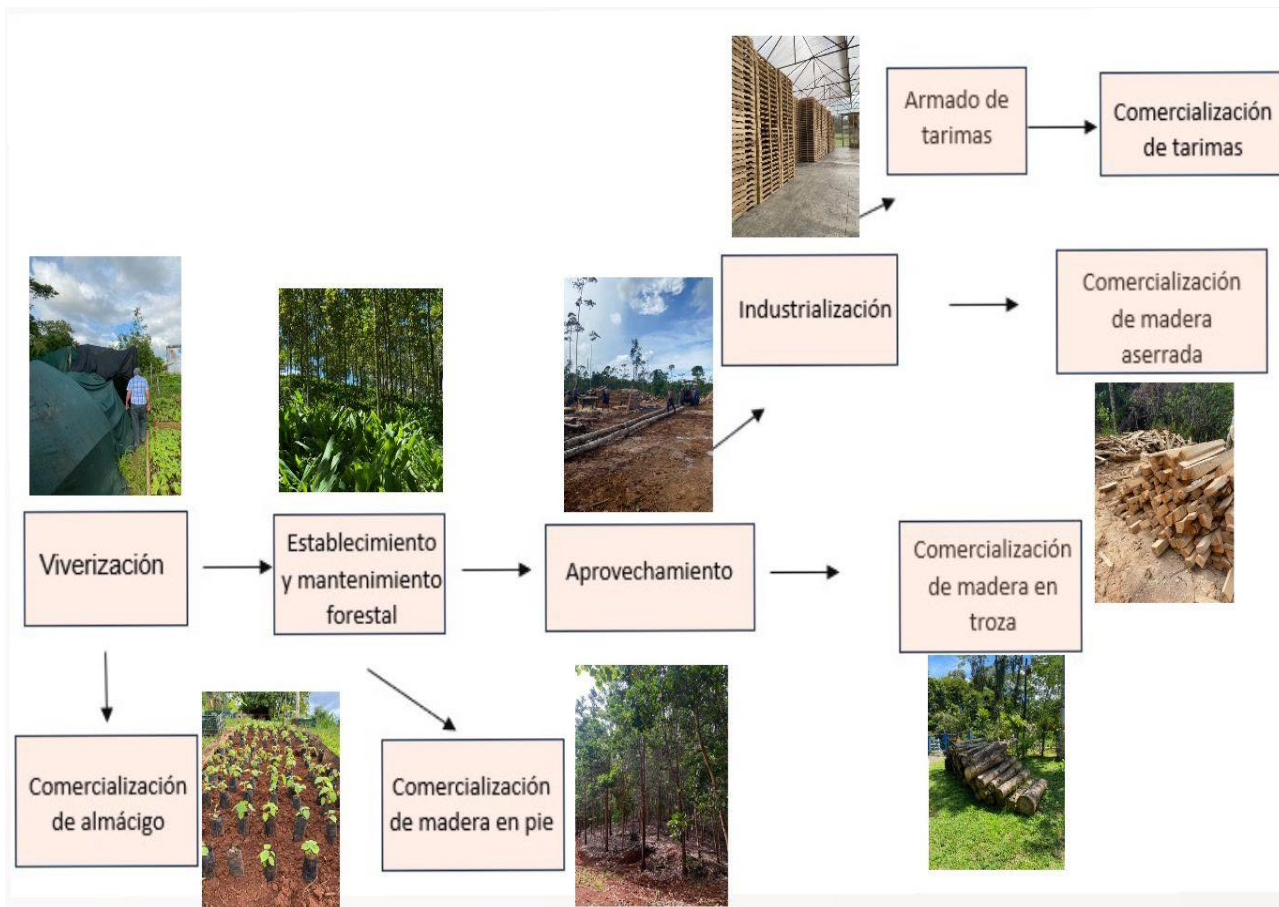 Armado de
tarimas
Comercialización
de tarimas
Industrialización
Comercialización
de madera
aserrada
Viverización
Establecimiento
y mantenimiento
forestal
Aprovechamiento
Comercialización
de madera en
troza
Comercialización
de almácigo
Comercialización
de madera en pie